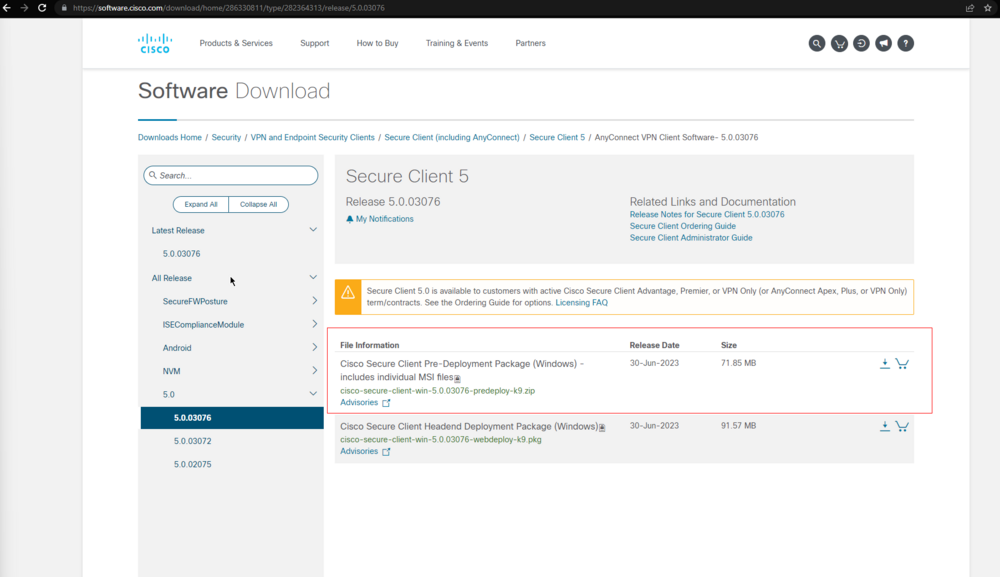 https://software.cisco.com/download/home/286330811/type/282364313/release/5.0.03076
CISCO
Products & Services Support How to Buy Training & Events Partners
Software Download
Downloads Home / Security / VPN and Endpoint Security Clients / Secure Client (including AnyConnect) / Secure Client 5 / AnyConnect VPN Client Software- 5.0.03076
Search...
Expand All Collapse All
Latest Release
5.0.03076
All Release
SecureFWPosture
ISEComplianceModule
Android
NVM
5.0
5.0.03076
5.0.03072
5.0.02075
Secure Client 5
Release 5.0.03076
My Notifications
Related Links and Documentation
Release Notes for Secure Client 5.0.03076
Secure Client Ordering Guide
Secure Client Administrator Guide
Secure Client 5.0 is available to customers with active Cisco Secure Client Advantage, Premier, or VPN Only (or AnyConnect Apex, Plus, or VPN Only)
term/contracts. See the Ordering Guide for options. Licensing FAQ
File Information Release Date Size
Cisco Secure Client Pre-Deployment Package (Windows) - 30-Jun-2023 71.85 MB
includes individual MSI files
cisco-secure-client-win-5.0.03076-predeploy-k9.zip
Advisories
Cisco Secure Client Headend Deployment Package (Windows) 30-Jun-2023 91.57 MB
cisco-secure-client-win-5.0.03076-webdeploy-k9.pkg
Advisories